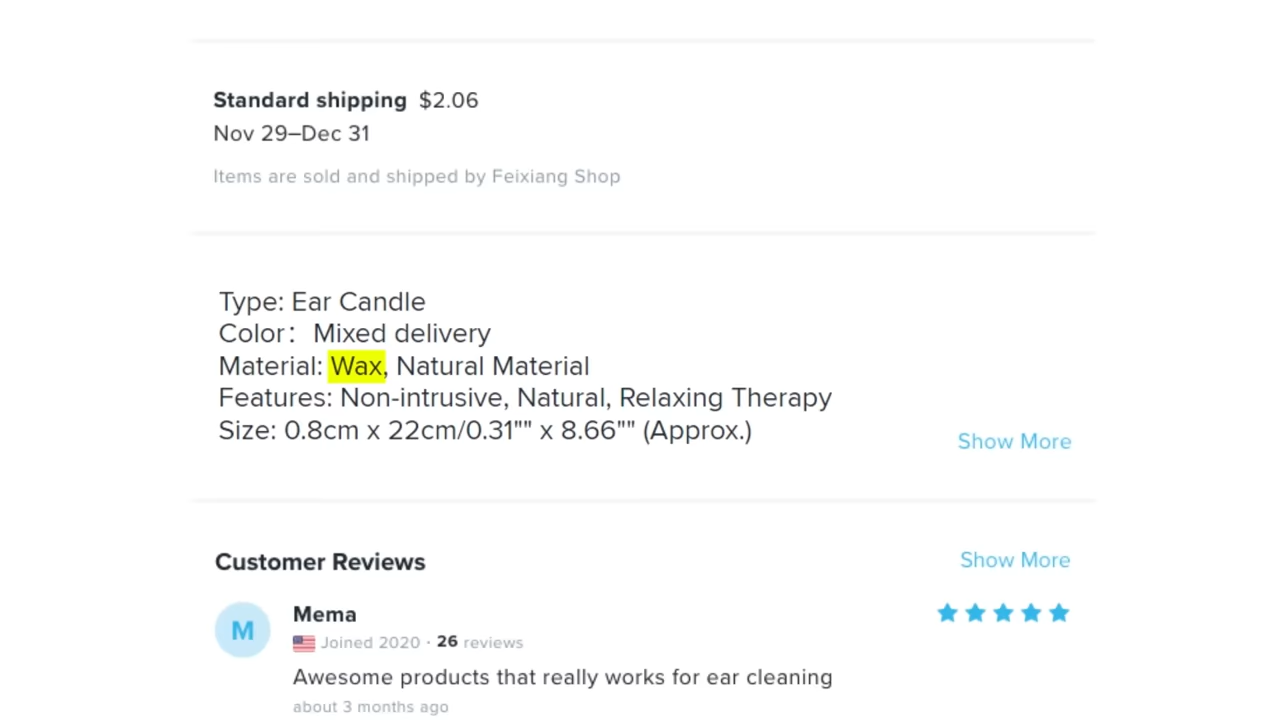 Standard shipping $2.06
Nov 29–Dec 31
Items are sold and shipped by Feixiang Shop
Type: Ear Candle
Color： Mixed delivery
Material: Wax, Natural Material
Features: Non-intrusive, Natural, Relaxing Therapy
Size: 0.8cm x 22cm/0.31"" x 8.66"" (Approx.)
Show More
Customer Reviews
Show More
M
Mema
Joined 2020 · 26 reviews
Awesome products that really works for ear cleaning
about 3 months ago